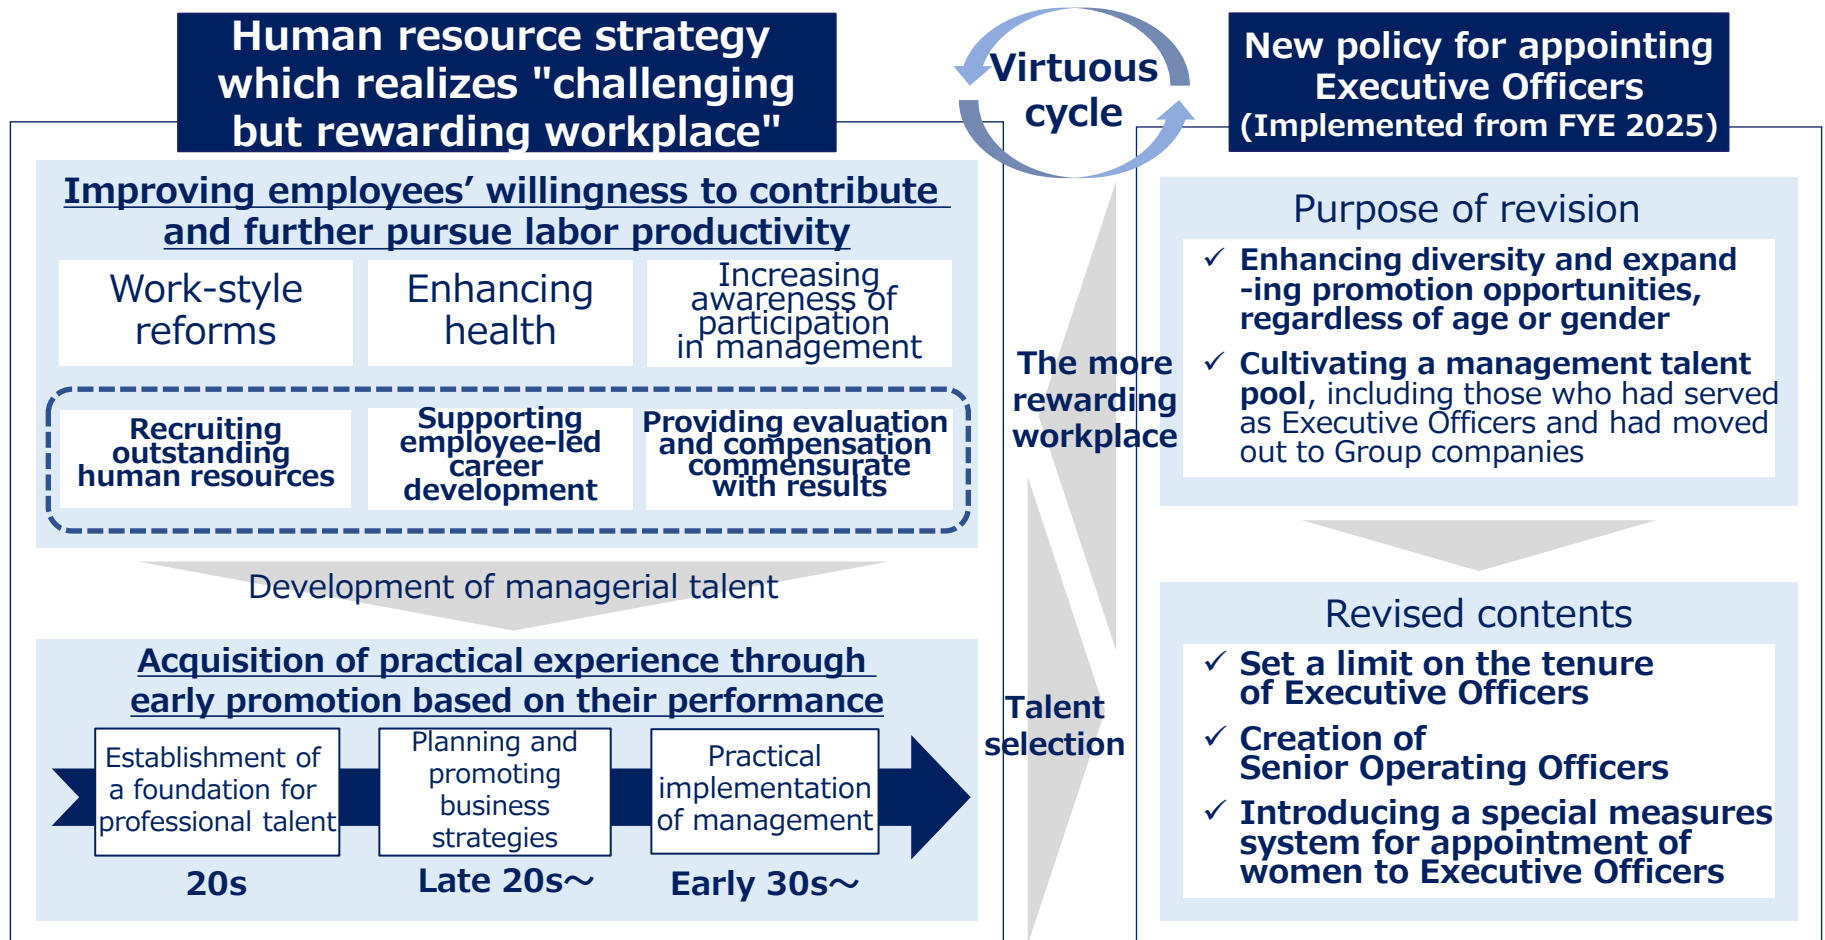 Human resource strategy
which realizes "challenging
but rewarding workplace"
Improving employees’ willingness to contribute
and further pursue labor productivity
Work-style
reforms
Enhancing
health
Increasing
awareness of
participation
in management
Recruiting
outstanding
human resources
Supporting
employee-led
career
development
Providing evaluation
and compensation
commensurate
with results
Development of managerial talent
Acquisition of practical experience through
early promotion based on their performance
Establishment of
a foundation for
professional talent
Planning and
promoting
business
strategies
Practical
implementation
of management
20s
Late 20s～
Early 30s～
Virtuous
cycle
The more
rewarding
workplace
Talent
selection
New policy for appointing
Executive Officers
(Implemented from FYE 2025)
Purpose of revision
✓ Enhancing diversity and expand
-ing promotion opportunities,
regardless of age or gender
✓ Cultivating a management talent
pool, including those who had served
as Executive Officers and had moved
out to Group companies
Revised contents
✓ Set a limit on the tenure
of Executive Officers
✓ Creation of
Senior Operating Officers
✓ Introducing a special measures
system for appointment of
women to Executive Officers